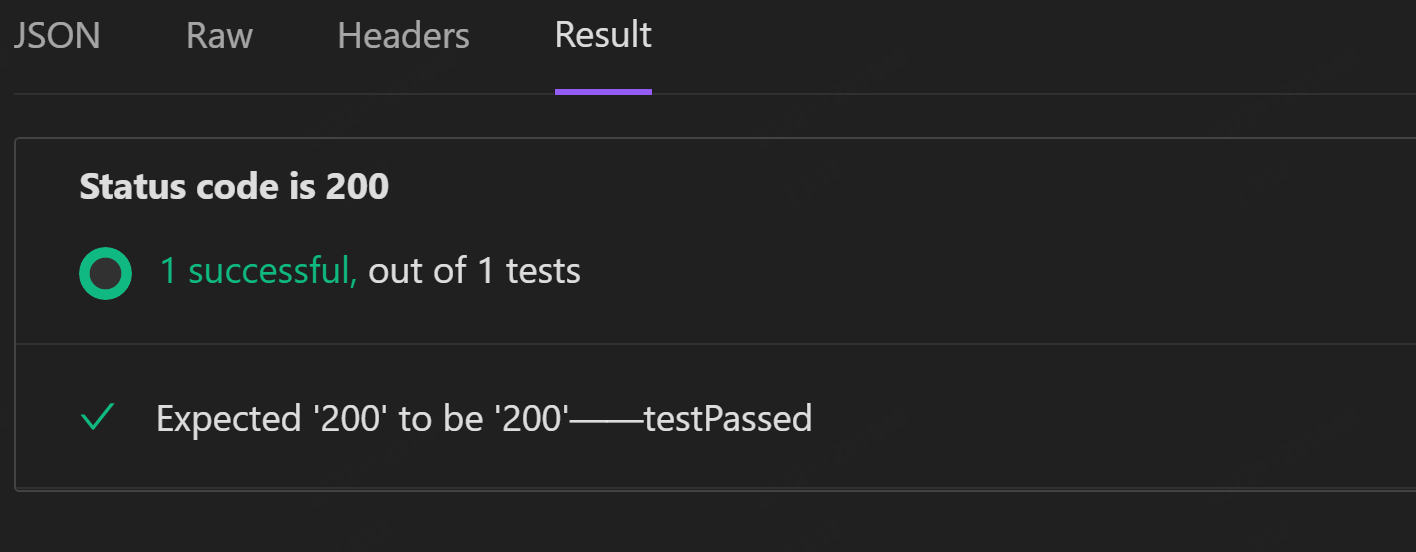 JSON Raw Headers Result
Status code is 200
1 successful, out of 1 tests
Expected '200' to be '200'——testPassed